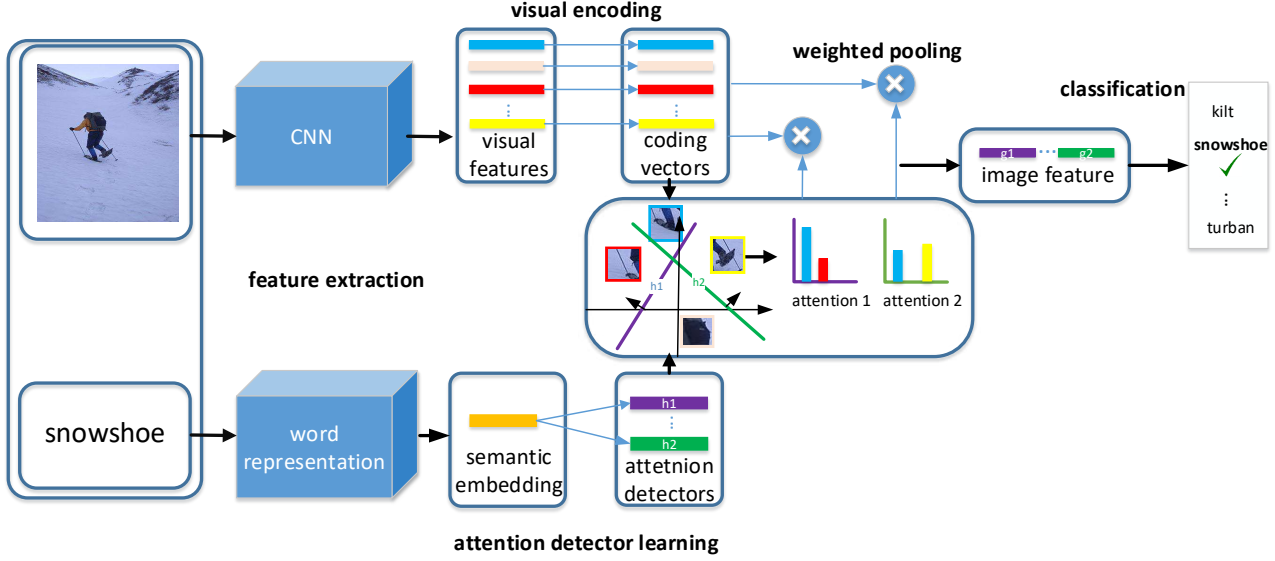 visual encoding
weighted pooling
classification
CNN
visual
features
coding
vectors
kilt
snowshoe
turban
g1
g2
image feature
feature extraction
h1
h2
attention 1
attention 2
snowshoe
word
representation
semantic
embedding
h1
h2
attetnion
detectors
attention detector learning